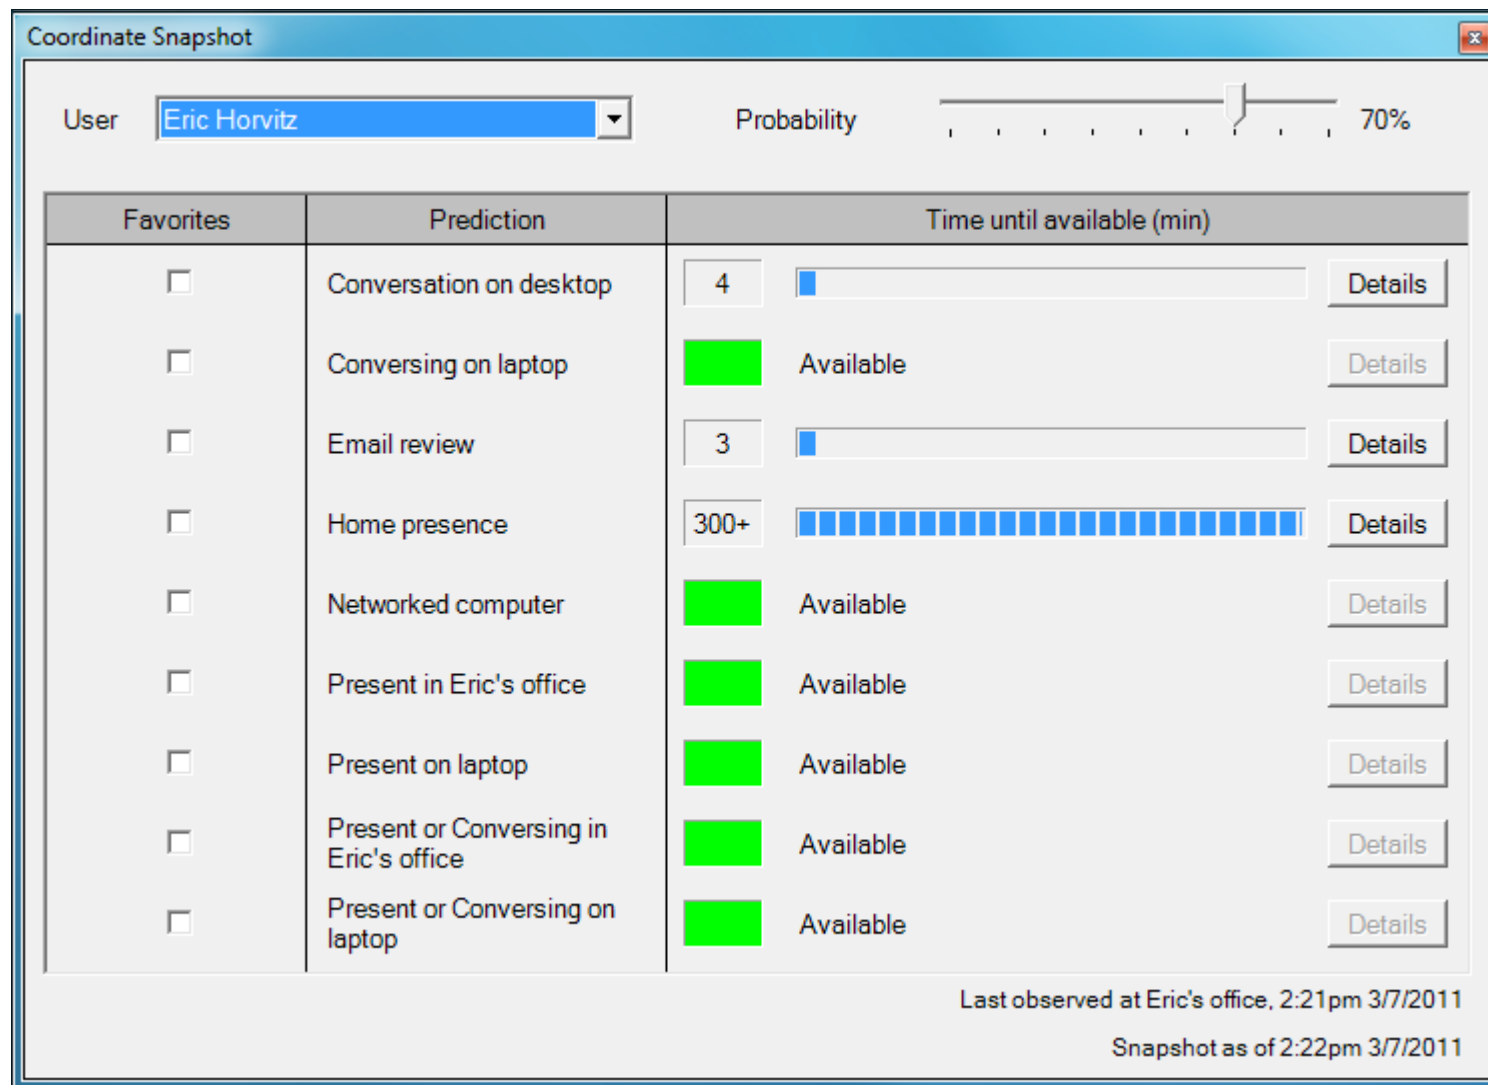 Coordinate Snapshot
User Eric Horvitz Probability 70%
Favorites Prediction Time until available (min)
Conversation on desktop 4 Details
Conversing on laptop Available Details
Email review 3 Details
Home presence 300+ Details
Networked computer Available Details
Present in Eric's office Available Details
Present on laptop Available Details
Present or Conversing in
Eric's office Available Details
Present or Conversing on
laptop Available Details
Last observed at Eric's office, 2:21pm 3/7/2011
Snapshot as of 2:22pm 3/7/2011